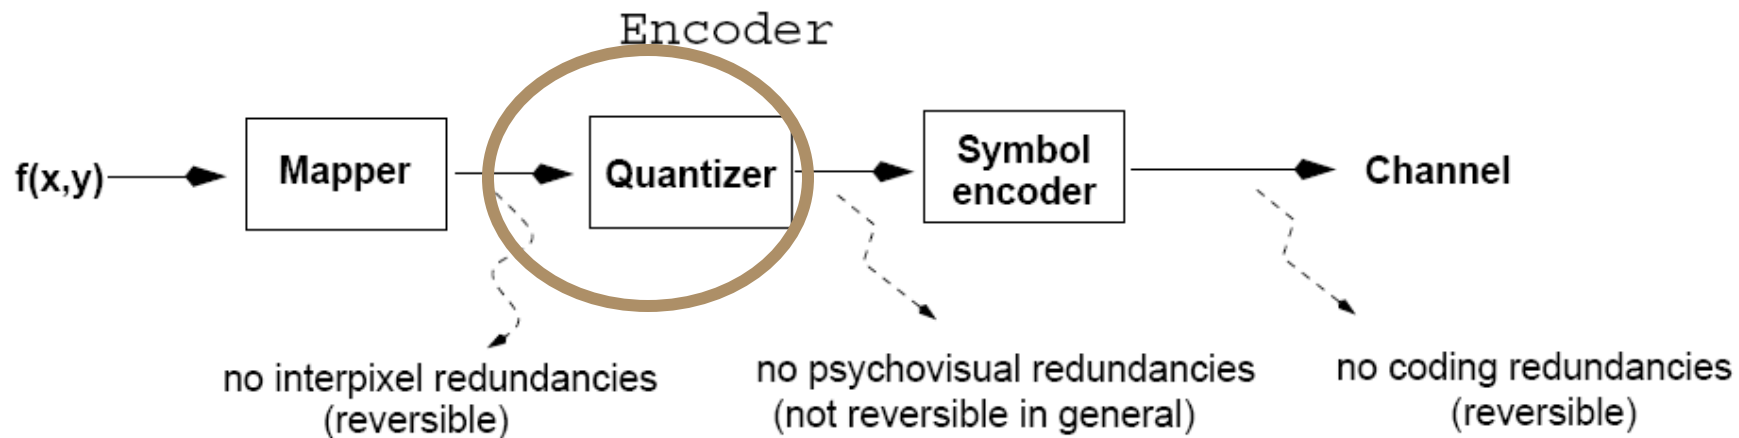 Encoder
f(x,y)
Mapper
Quantizer
Symbol
encoder
Channel
no interpixel redundancies
(reversible)
no psychovisual redundancies
(not reversible in general)
no coding redundancies
(reversible)